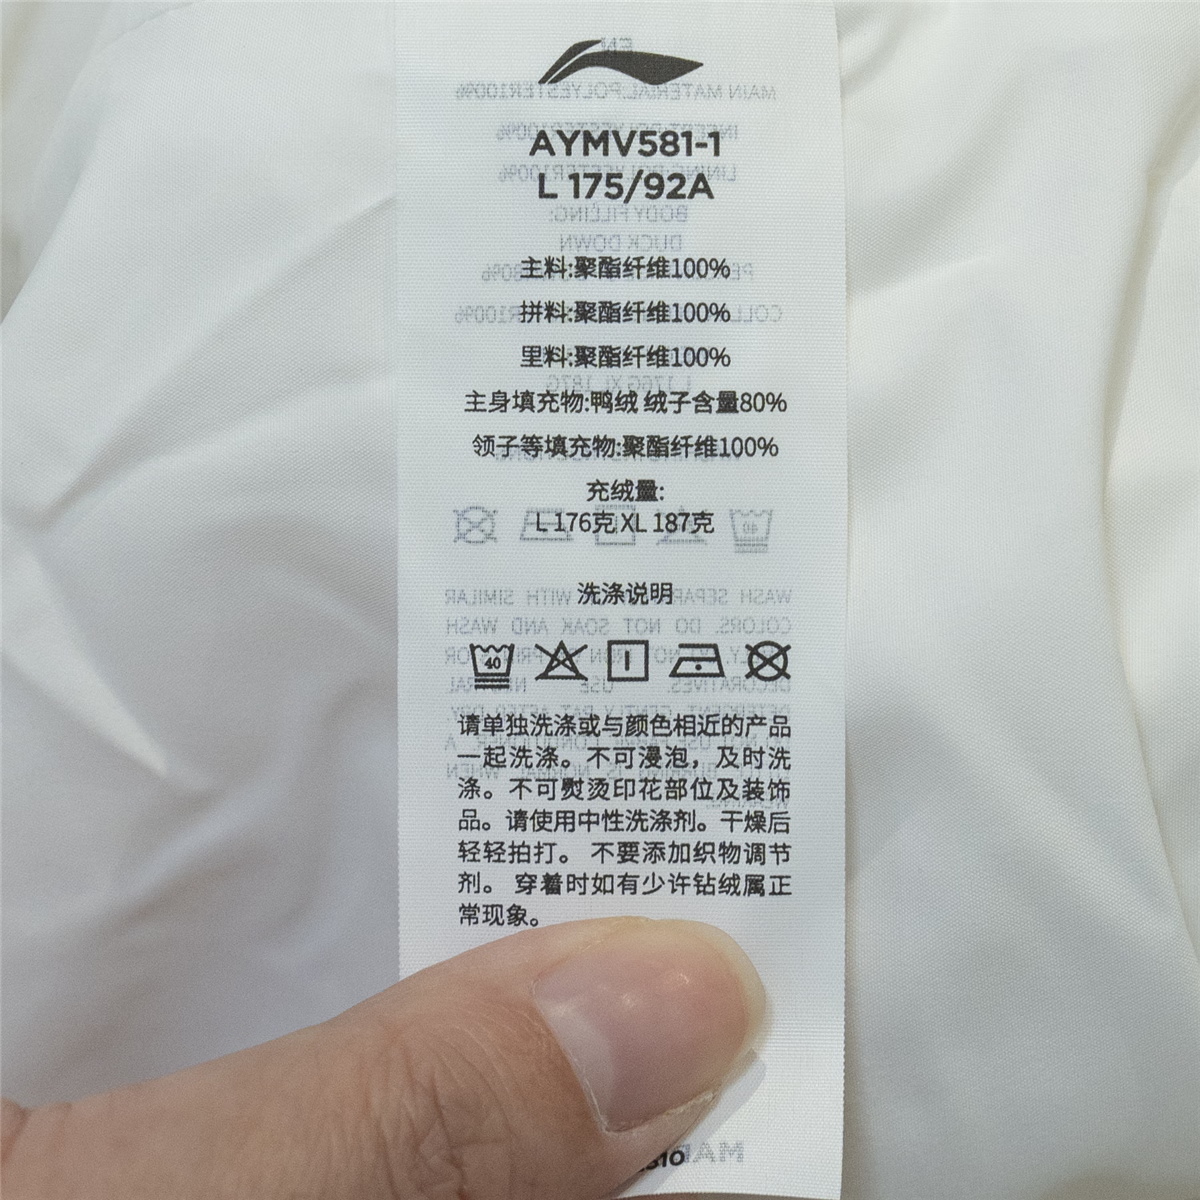 AYMV581-1
L 175/92A
主料:聚酯纤维100%
拼料:聚酯纤维100%
里料:聚酯纤维100%
主身填充物:鸭绒 绒子含量80%
领子等填充物:聚酯纤维100%
充绒量:
L 176克 XL 187克
洗涤说明
40
请单独洗涤或与颜色相近的产品
一起洗涤。不可浸泡，及时洗
涤。不可熨烫印花部位及装饰
品。请使用中性洗涤剂。干燥后
轻轻拍打。 不要添加织物调节
剂。 穿着时如有少许钻绒属正
常现象。